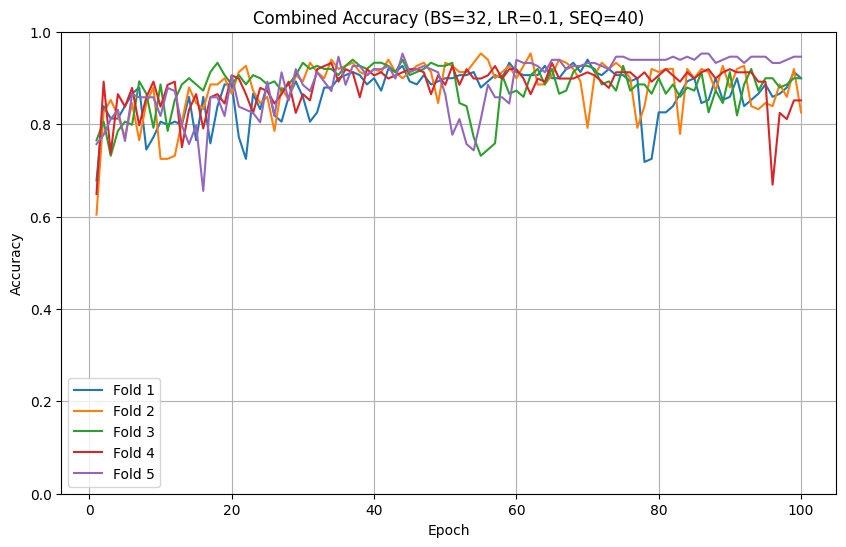 Combined Accuracy (BS=32, LR=0.1, SEQ=40)
1.0
0.8
0.6
0.4
0.2
0.0
Accuracy
Fold 1
Fold 2
Fold 3
Fold 4
Fold 5
0 20 40 60 80 100
Epoch